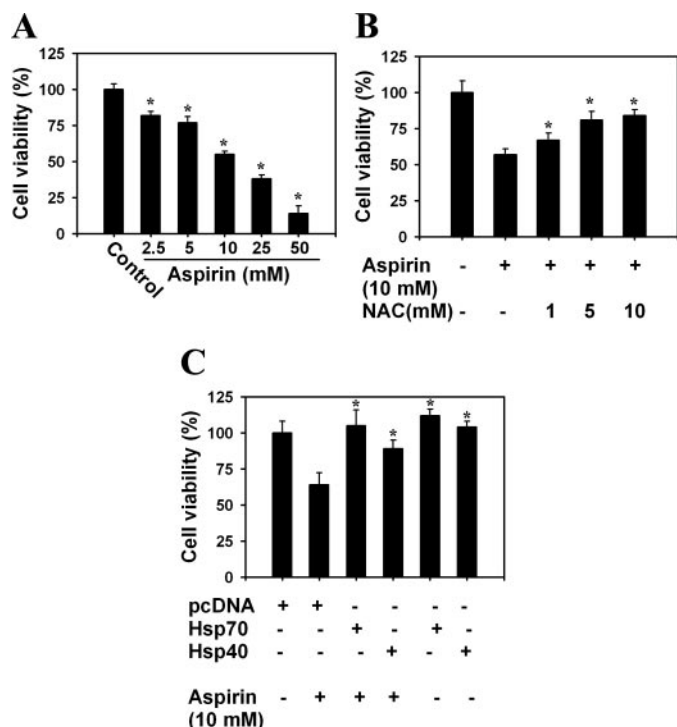 A
Cell viability (%)
125
100
75
50
25
0
* * * * *
Control 2.5 5 10 25 50
Aspirin (mM)
B
Cell viability (%)
125
100
75
50
25
0
* * *
Aspirin - + + + +
(10 mM)
NAC(mM) - - 1 5 10
C
Cell viability (%)
125
100
75
50
25
0
* * * *
pcDNA + + - - - -
Hsp70 - - + - + -
Hsp40 - - - + - +
Aspirin - + + + - -
(10 mM)